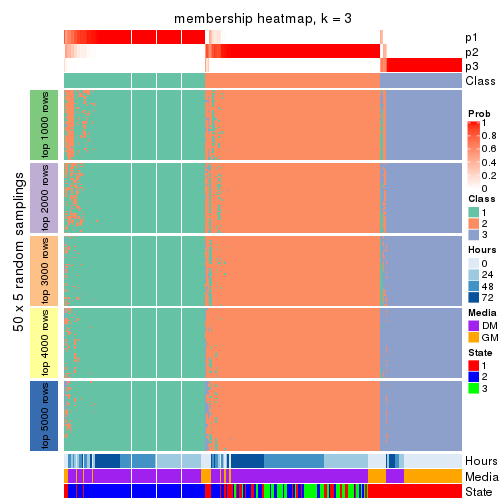 membership heatmap, k = 3
p1
p2
p3
Class
50 x 5 random samplings
top 1000 rows
top 2000 rows
top 3000 rows
top 4000 rows
top 5000 rows
Hours
Media
State
Prob
1
0.8
0.6
0.4
0.2
0
Class
1
2
3
Hours
0
24
48
72
Media
DM
GM
State
1
2
3